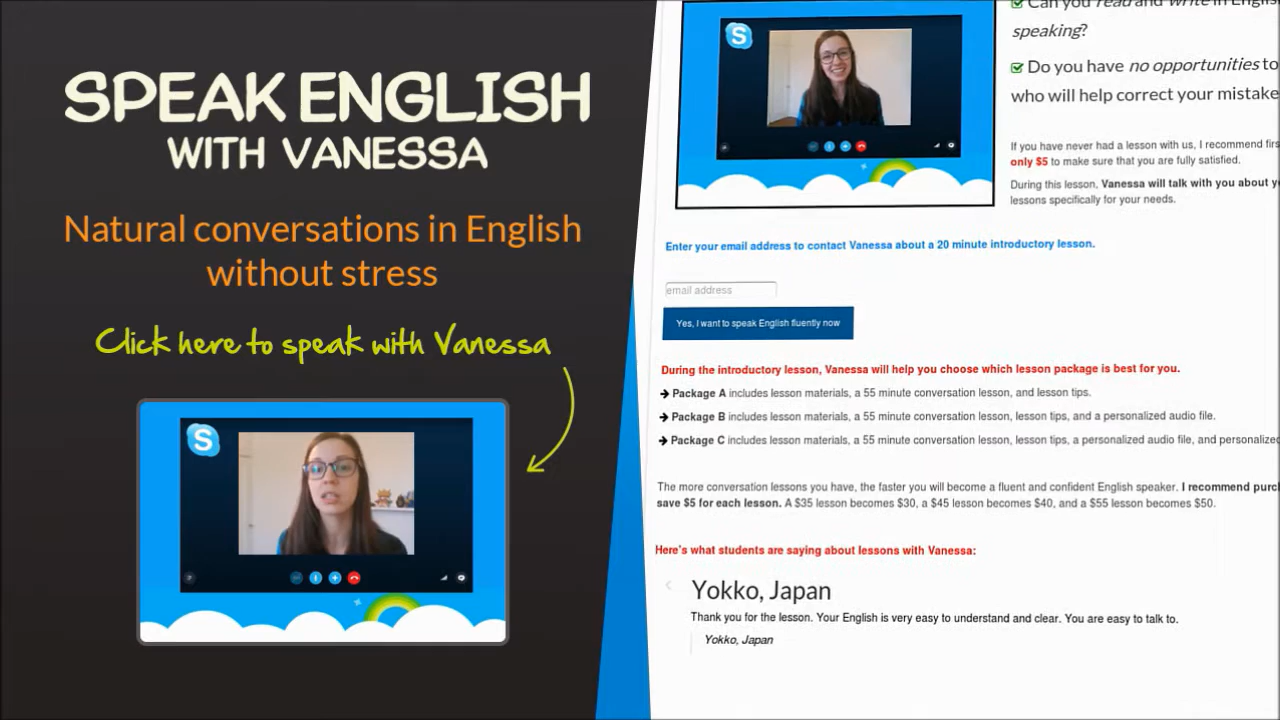 SPEAK ENGLISH
WITH VANESSA
Natural conversations in English
without stress
Click here to speak with Vanessa
Can you read and write in English
speaking?
Do you have no opportunities to
who will help correct your mistake
If you have never had a lesson with us, I recommend
only $5 to make sure that you are fully satisfied.
During this lesson, Vanessa will talk with you about
lessons specifically for your needs.
Enter your email address to contact Vanessa about a 20 minute introductory lesson.
email address
Yes, I want to speak English fluently now
During the introductory lesson, Vanessa will help you choose which lesson package is best for you.
Package A includes lesson materials, a 55 minute conversation lesson, and lesson tips.
Package B includes lesson materials, a 55 minute conversation lesson, lesson tips, and a personalized audio file.
Package C includes lesson materials, a 55 minute conversation lesson, lesson tips, a personalized audio file, and personalized
The more conversation lessons you have, the faster you will become a fluent and confident English speaker. I recommend
save $5 for each lesson. A $35 lesson becomes $30, a $45 lesson becomes $40, and a $55 lesson becomes $50.
Here's what students are saying about lessons with Vanessa:
Yokko, Japan
Thank you for the lesson. Your English is very easy to understand and clear. You are easy to talk to.
Yokko, Japan